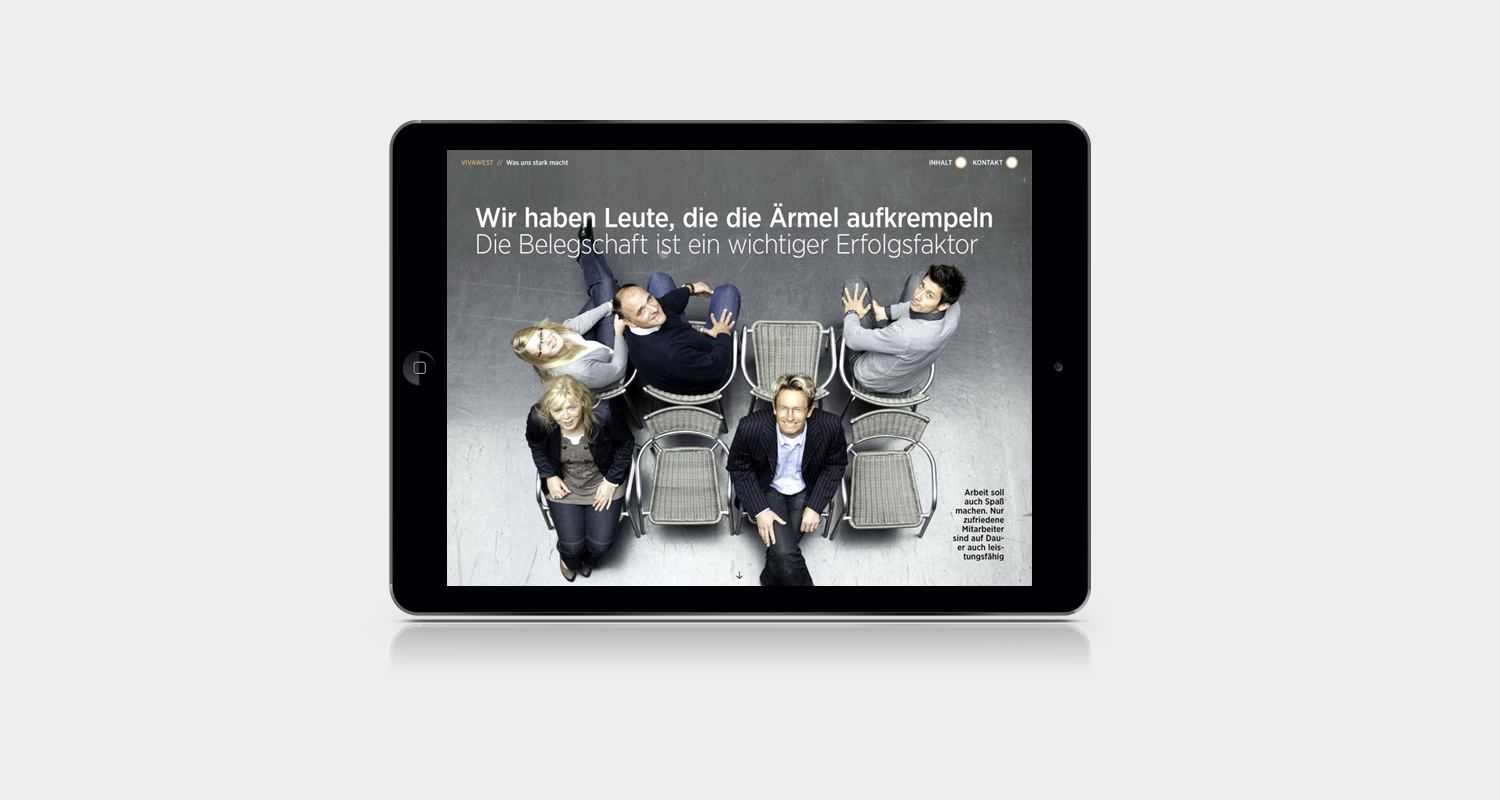 VIVAWEST // Was uns stark macht
INHALT
KONTAKT
Wir haben Leute, die die Ärmel aufkrempeln
Die Belegschaft ist ein wichtiger Erfolgsfaktor
Arbeit soll
auch Spaß
machen. Nur
zufriedene
Mitarbeiter
sind auf Dau-
er auch leis-
tungsfähig